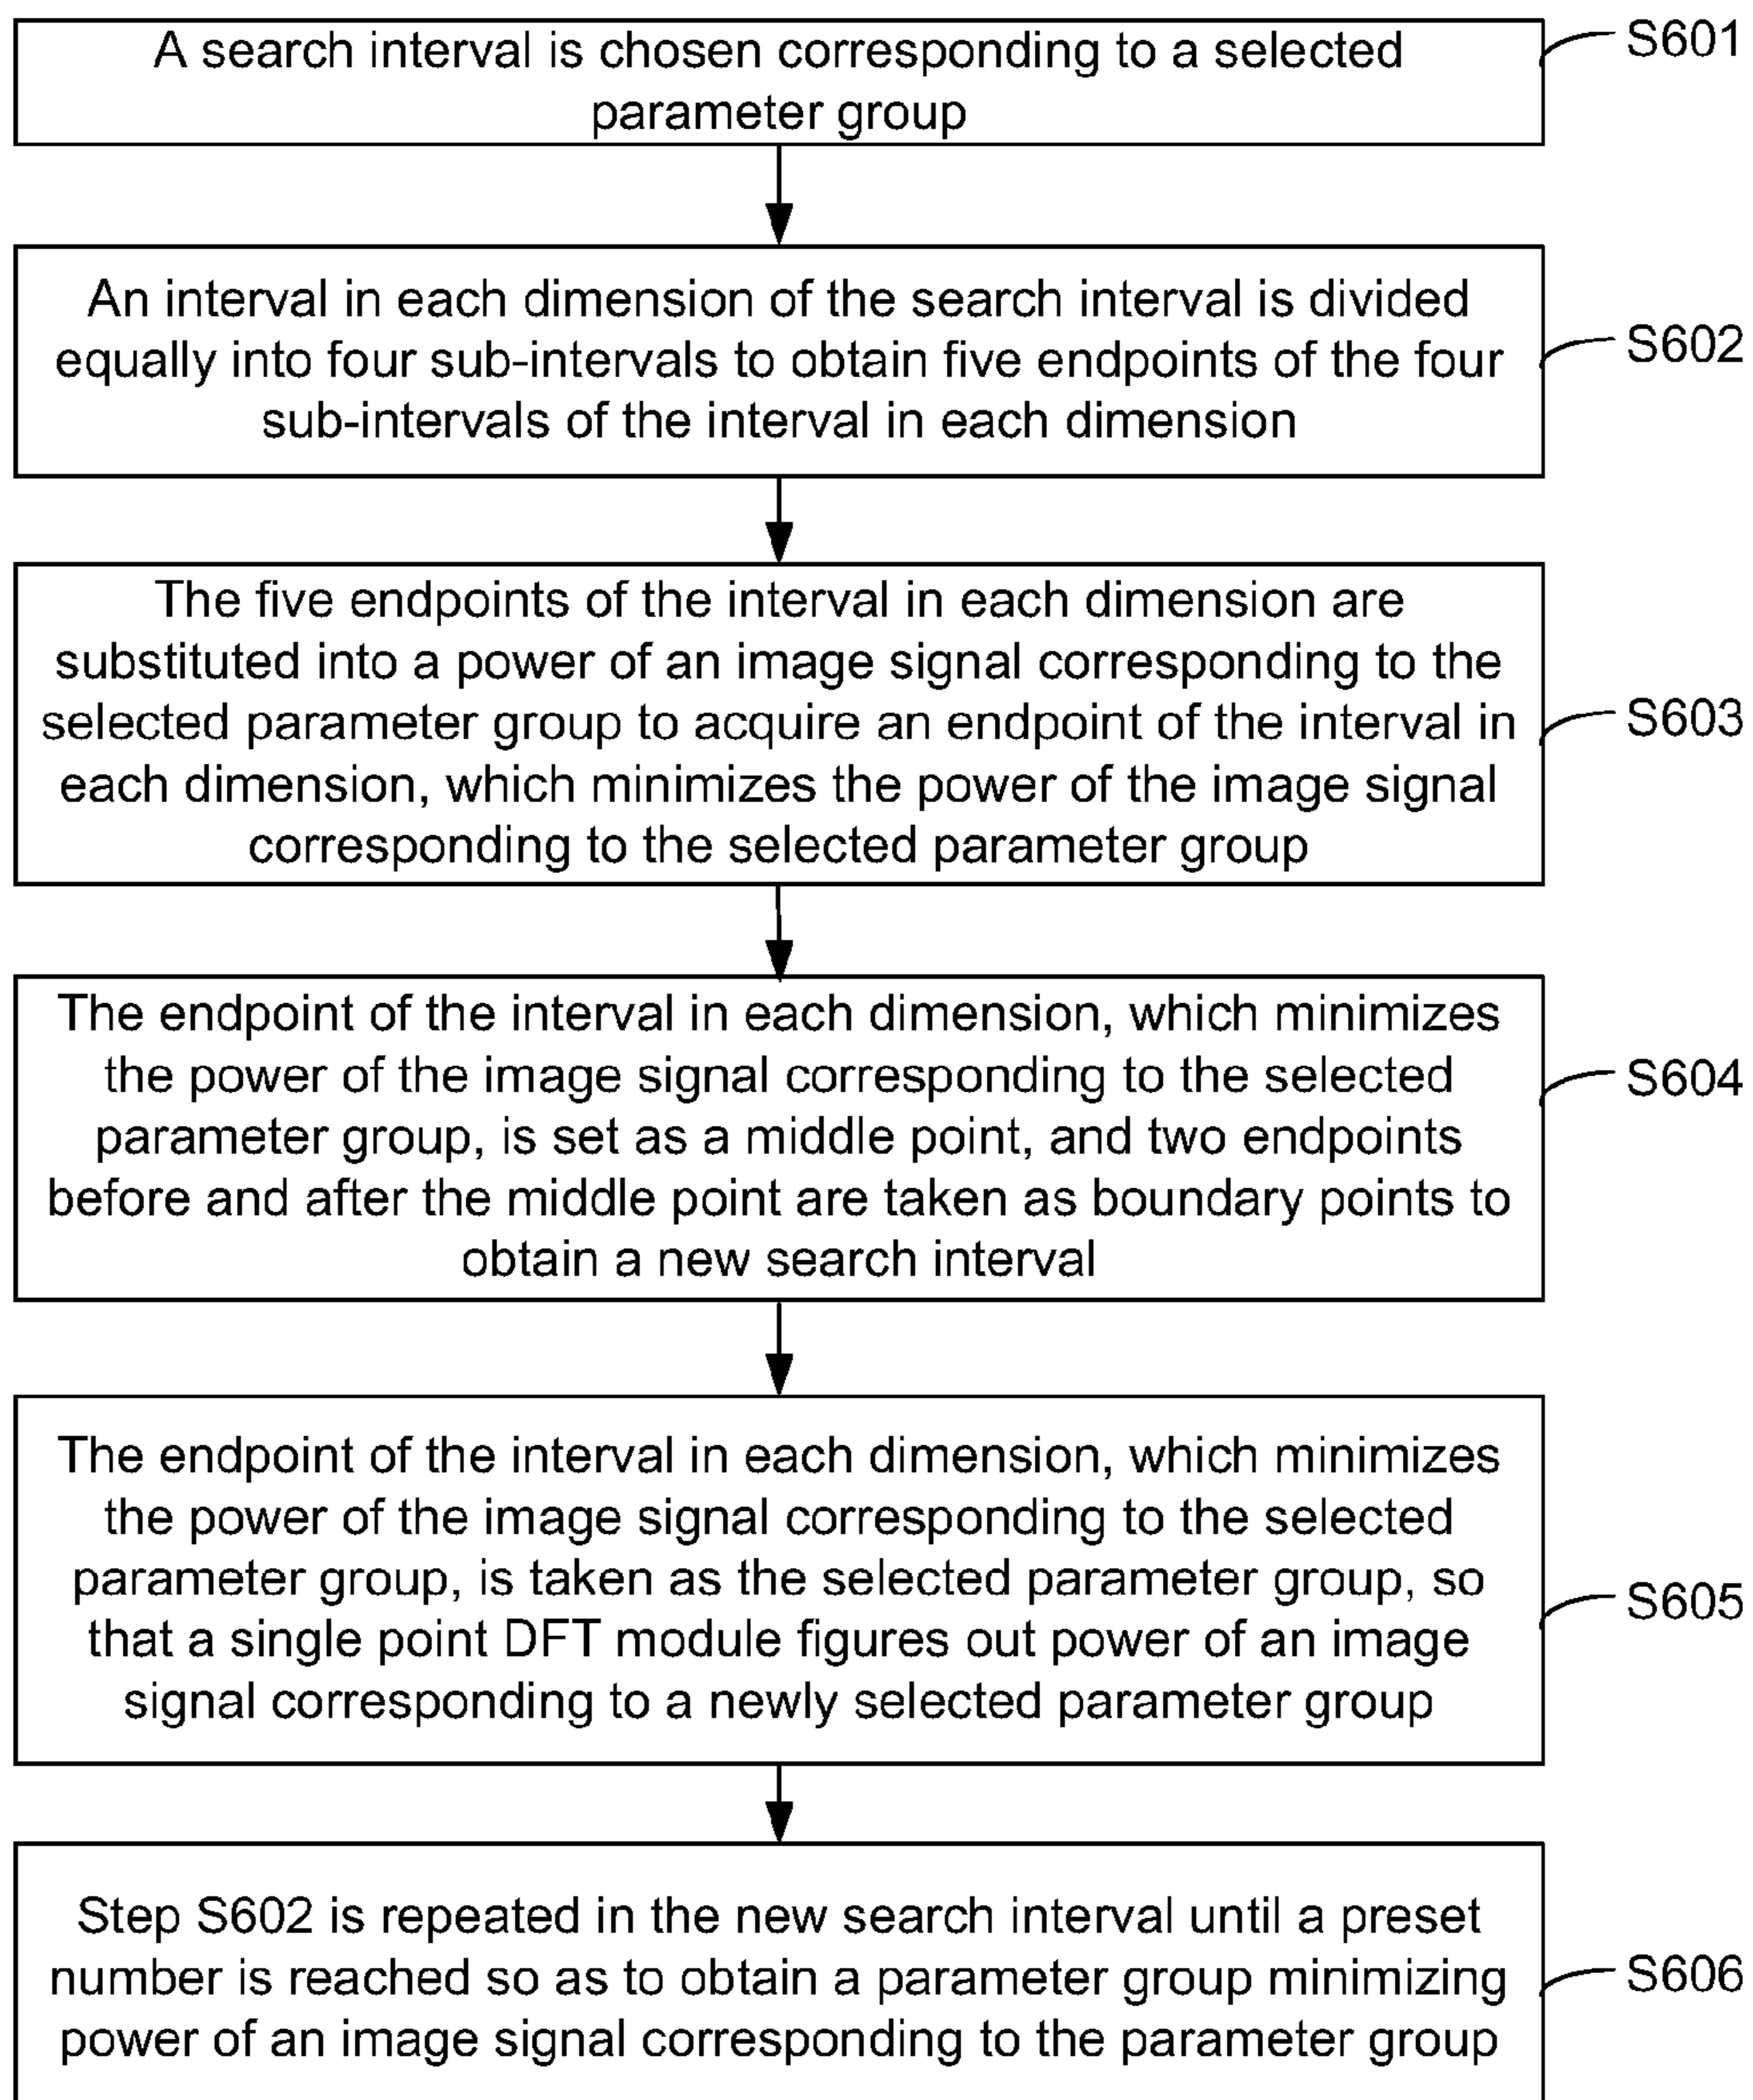 A search interval is chosen corresponding to a selected
parameter group
S601
An interval in each dimension of the search interval is divided
equally into four sub-intervals to obtain five endpoints of the four
sub-intervals of the interval in each dimension
S602
The five endpoints of the interval in each dimension are
substituted into a power of an image signal corresponding to the
selected parameter group to acquire an endpoint of the interval in
each dimension, which minimizes the power of the image signal
corresponding to the selected parameter group
S603
The endpoint of the interval in each dimension, which minimizes
the power of the image signal corresponding to the selected
parameter group, is set as a middle point, and two endpoints
before and after the middle point are taken as boundary points to
obtain a new search interval
S604
The endpoint of the interval in each dimension, which minimizes
the power of the image signal corresponding to the selected
parameter group, is taken as the selected parameter group, so
that a single point DFT module figures out power of an image
signal corresponding to a newly selected parameter group
S605
Step S602 is repeated in the new search interval until a preset
number is reached so as to obtain a parameter group minimizing
power of an image signal corresponding to the parameter group
S606